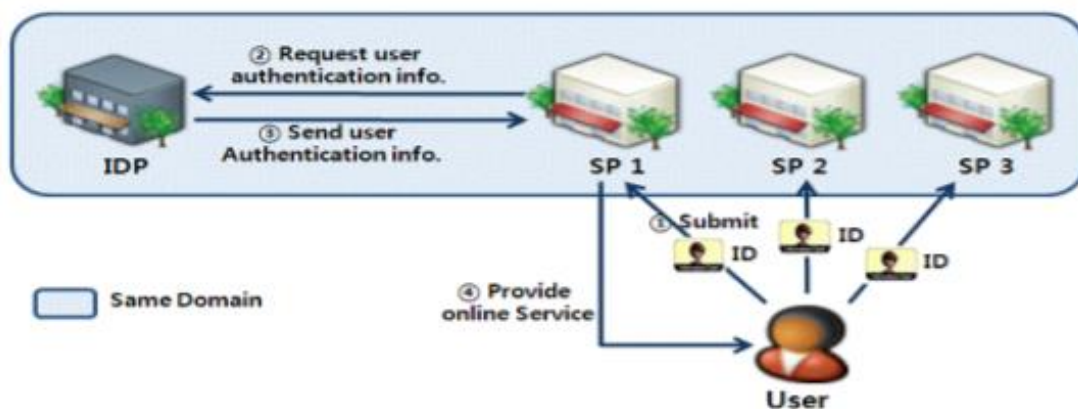 ② Request user
authentication info.
③ Send user
Authentication info.
IDP
SP 1
SP 2
SP 3
① Submit
ID
ID
ID
④ Provide
online Service
Same Domain
User